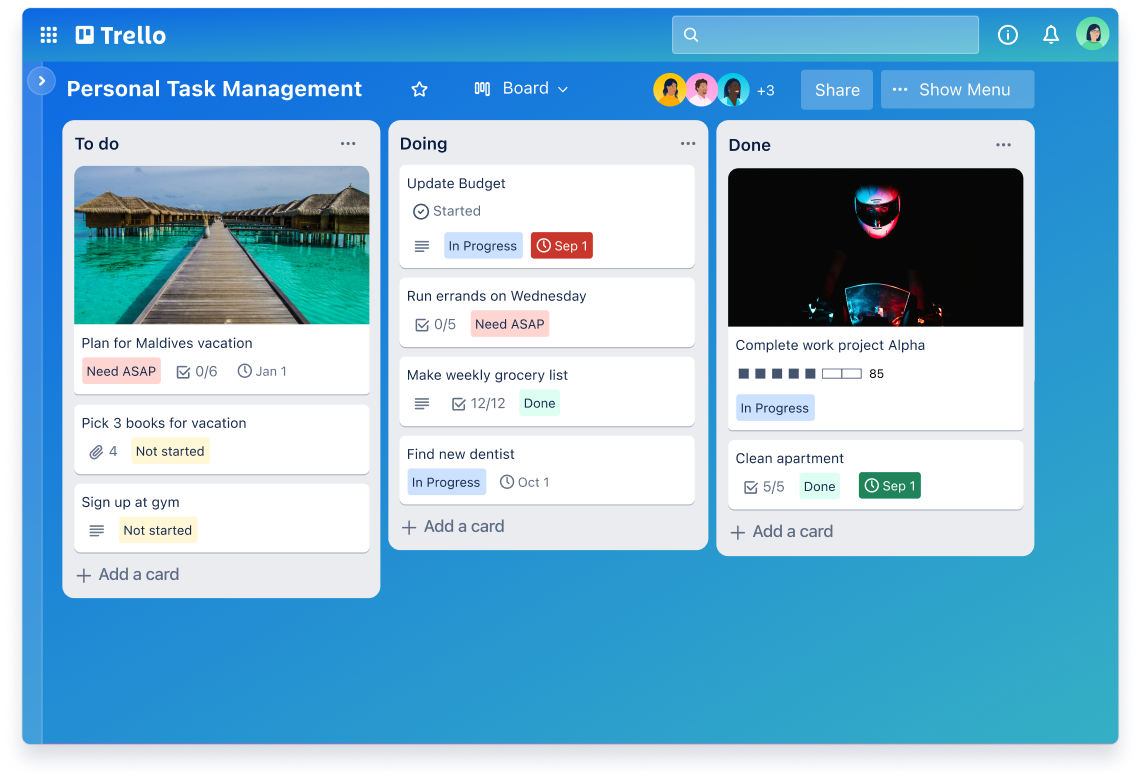 Trello
Personal Task Management
Board
+3
Share
Show Menu
To do
Plan for Maldives vacation
Need ASAP 0/6 Jan 1
Pick 3 books for vacation
4 Not started
Sign up at gym
Not started
Add a card
Doing
Update Budget
Started
In Progress Sep 1
Run errands on Wednesday
0/5 Need ASAP
Make weekly grocery list
12/12 Done
Find new dentist
In Progress Oct 1
Add a card
Done
Complete work project Alpha
85
In Progress
Clean apartment
5/5 Done Sep 1
Add a card